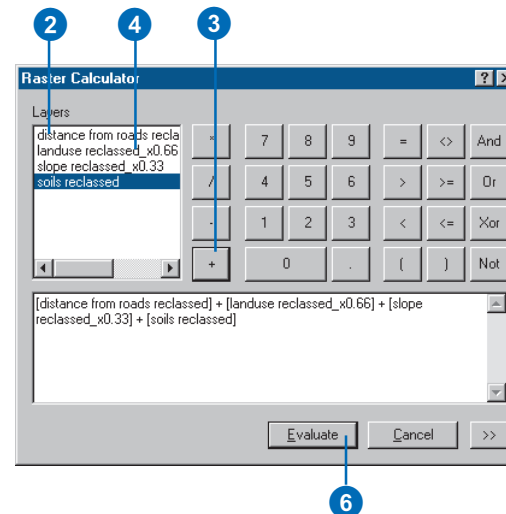 2 4 3
Raster Calculator ? X
Layers
distance from roads recla
landuse reclassed_x0.66
slope reclassed_x0.33
soils reclassed
* 7 8 9 = <> And
/ 4 5 6 > >= Or
- 1 2 3 < <= Xor
+ 0 . ( ) Not
[distance from roads reclassed] + [landuse reclassed_x0.66] + [slope
reclassed_x0.33] + [soils reclassed]
Evaluate Cancel >>
6